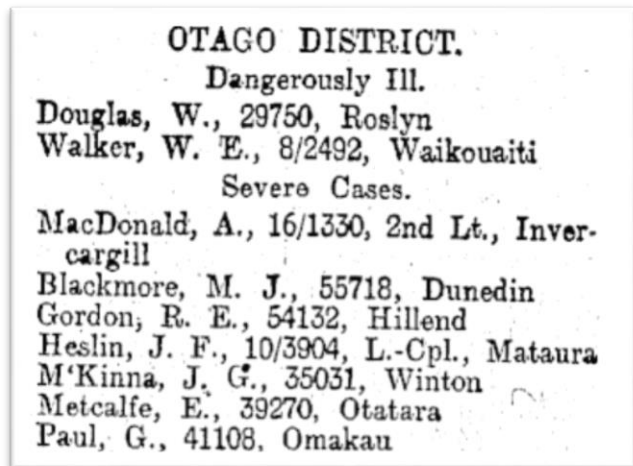 OTAGO DISTRICT.
Dangerously Ill.
Douglas, W., 29750, Roslyn
Walker, W. E., 8/2492, Waikouaiti
Severe Cases.
MacDonald, A., 16/1330, 2nd Lt., Inver-
cargill
Blackmore, M. J., 55718, Dunedin
Gordon, R. E., 54132, Hillend
Heslin, J. F., 10/3904, L.-Cpl., Mataura
M'Kinna, J. G., 35031, Winton
Metcalfe, E., 39270, Otatara
Paul, G., 41108, Omakau